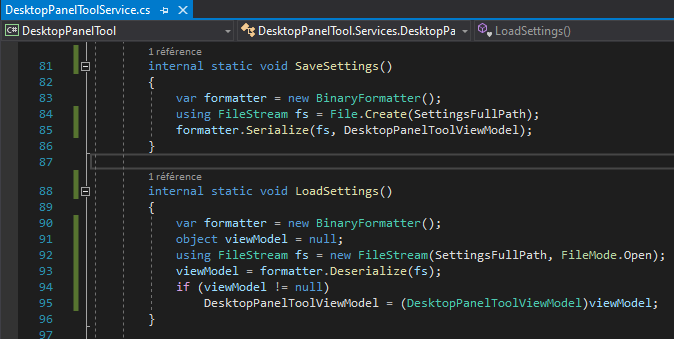 DesktopPanelToolService.cs
C# DesktopPanelTool DesktopPanelTool.Services.DesktopPa LoadSettings()
1 référence
81 internal static void SaveSettings()
82 {
83 var formatter = new BinaryFormatter();
84 using FileStream fs = File.Create(SettingsFullPath);
85 formatter.Serialize(fs, DesktopPanelToolViewModel);
86 }
87
1 référence
88 internal static void LoadSettings()
89 {
90 var formatter = new BinaryFormatter();
91 object viewModel = null;
92 using FileStream fs = new FileStream(SettingsFullPath, FileMode.Open);
93 viewModel = formatter.Deserialize(fs);
94 if (viewModel != null)
95 DesktopPanelToolViewModel = (DesktopPanelToolViewModel)viewModel;
96 }
97